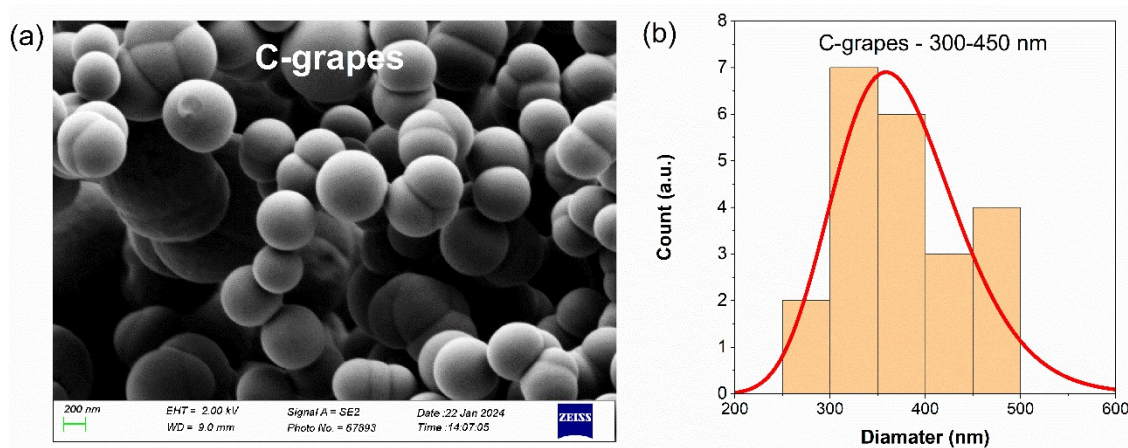 (a)
C-grapes
200 nm
EHT = 2.00 kV
WD = 9.0 mm
Signal A = SE2
Photo No. = 67893
Date :22 Jan 2024
Time :14:07:05
ZEISS
(b)
C-grapes - 300-450 nm
Count (a.u.)
8
7
6
5
4
3
2
1
0
200 300 400 500 600
Diamater (nm)